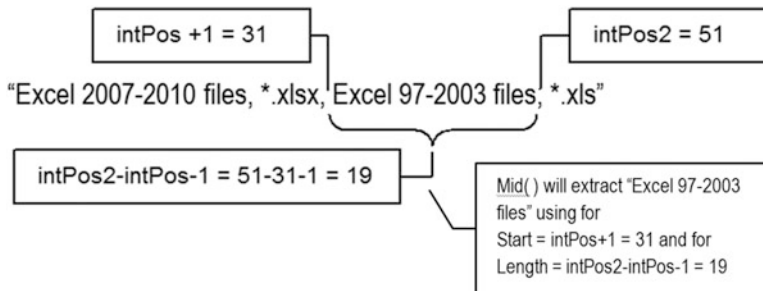 intPos +1 = 31
intPos2 = 51
“Excel 2007-2010 files, *.xlsx, Excel 97-2003 files, *.xls”
intPos2-intPos-1 = 51-31-1 = 19
Mid( ) will extract “Excel 97-2003
files” using for
Start = intPos+1 = 31 and for
Length = intPos2-intPos-1 = 19